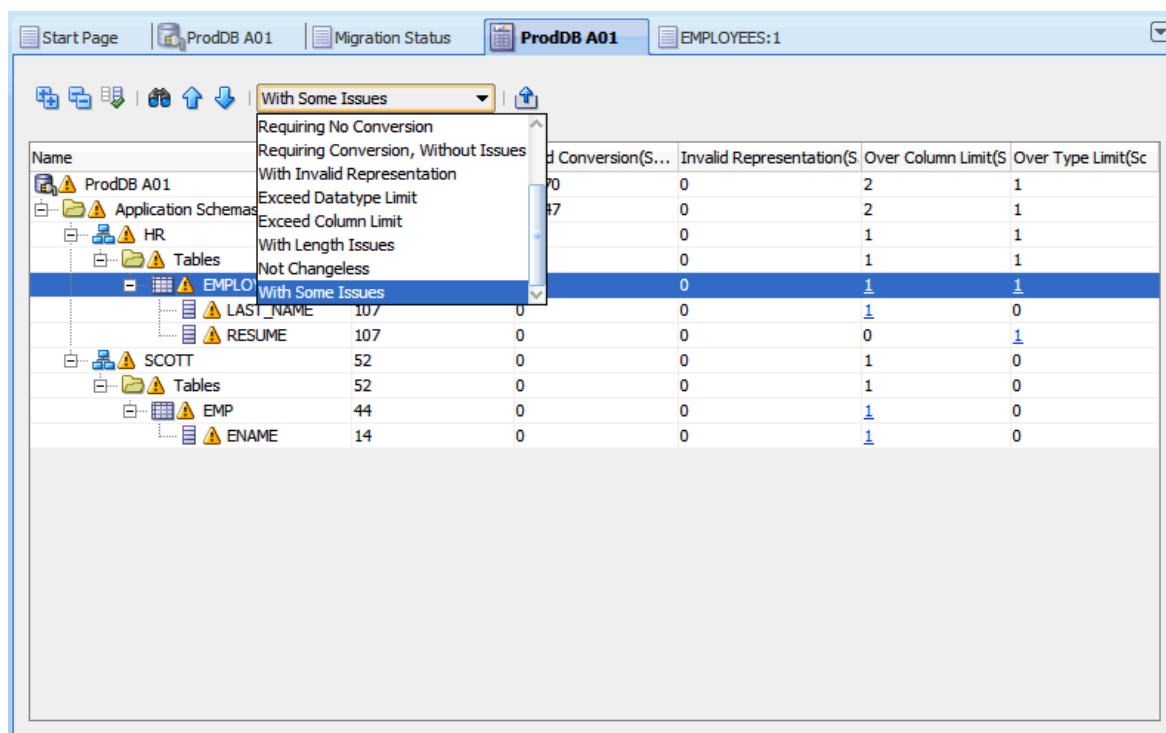 Start Page ProdDB A01 Migration Status ProdDB A01 EMPLOYEES:1
With Some Issues
Requiring No Conversion
Requiring Conversion, Without Issues
With Invalid Representation
Exceed Datatype Limit
Exceed Column Limit
With Length Issues
Not Changeless
With Some Issues
Name d Conversion(S... Invalid Representation(S Over Column Limit(S Over Type Limit(Sc
ProdDB A01 70 0 2 1
Application Schemas 47 0 2 1
HR 0 1 1
Tables 0 1 1
EMPLO 0 1 1
LAST_NAME 107 0 0 1 0
RESUME 107 0 0 0 1
SCOTT 52 0 0 1 0
Tables 52 0 0 1 0
EMP 44 0 0 1 0
ENAME 14 0 0 1 0